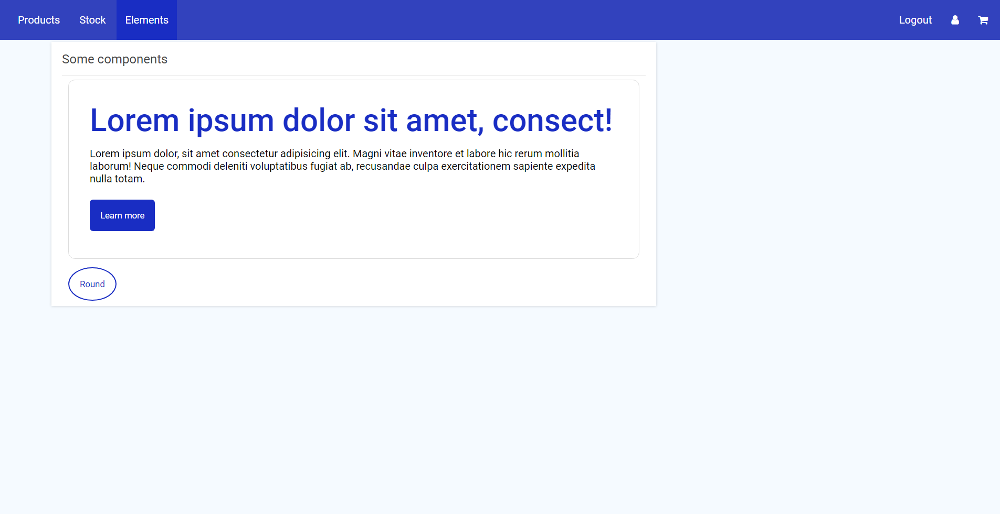 Products Stock Elements Logout
Some components
Lorem ipsum dolor sit amet, consect!
Lorem ipsum dolor, sit amet consectetur adipisicing elit. Magni vitae inventore et labore hic rerum mollitia
laborum! Neque commodi deleniti voluptatibus fugiat ab, recusandae culpa exercitationem sapiente expedita
nulla totam.
Learn more
Round